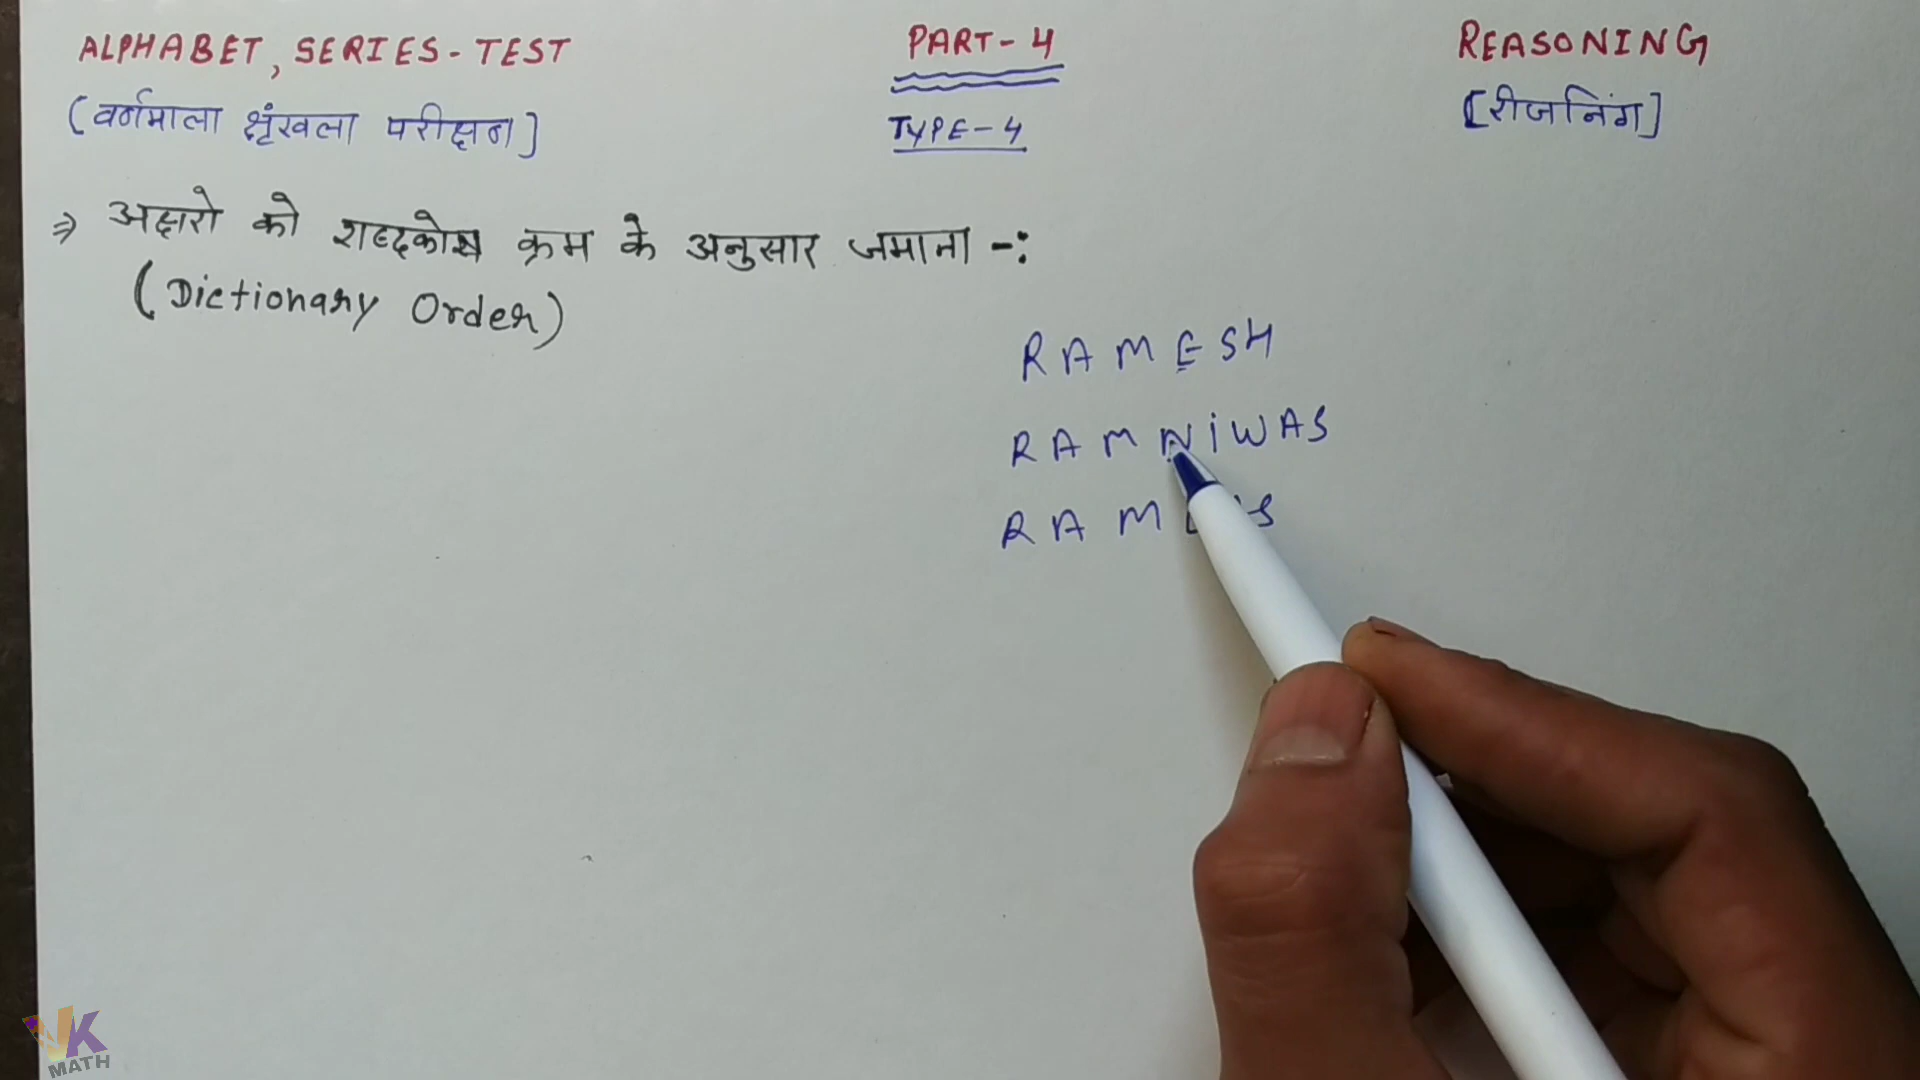 ALPHABET, SERIES-TEST
(वर्णमाला श्रृंखला परीक्षण]
PART-4
TYPE-4
REASONING
[रीजनिंग]
⇒ अक्षरो को शब्दकोश क्रम के अनुसार जमाना -:
(Dictionary Order)
RAMESH
RAMNIWAS
VK
MATH